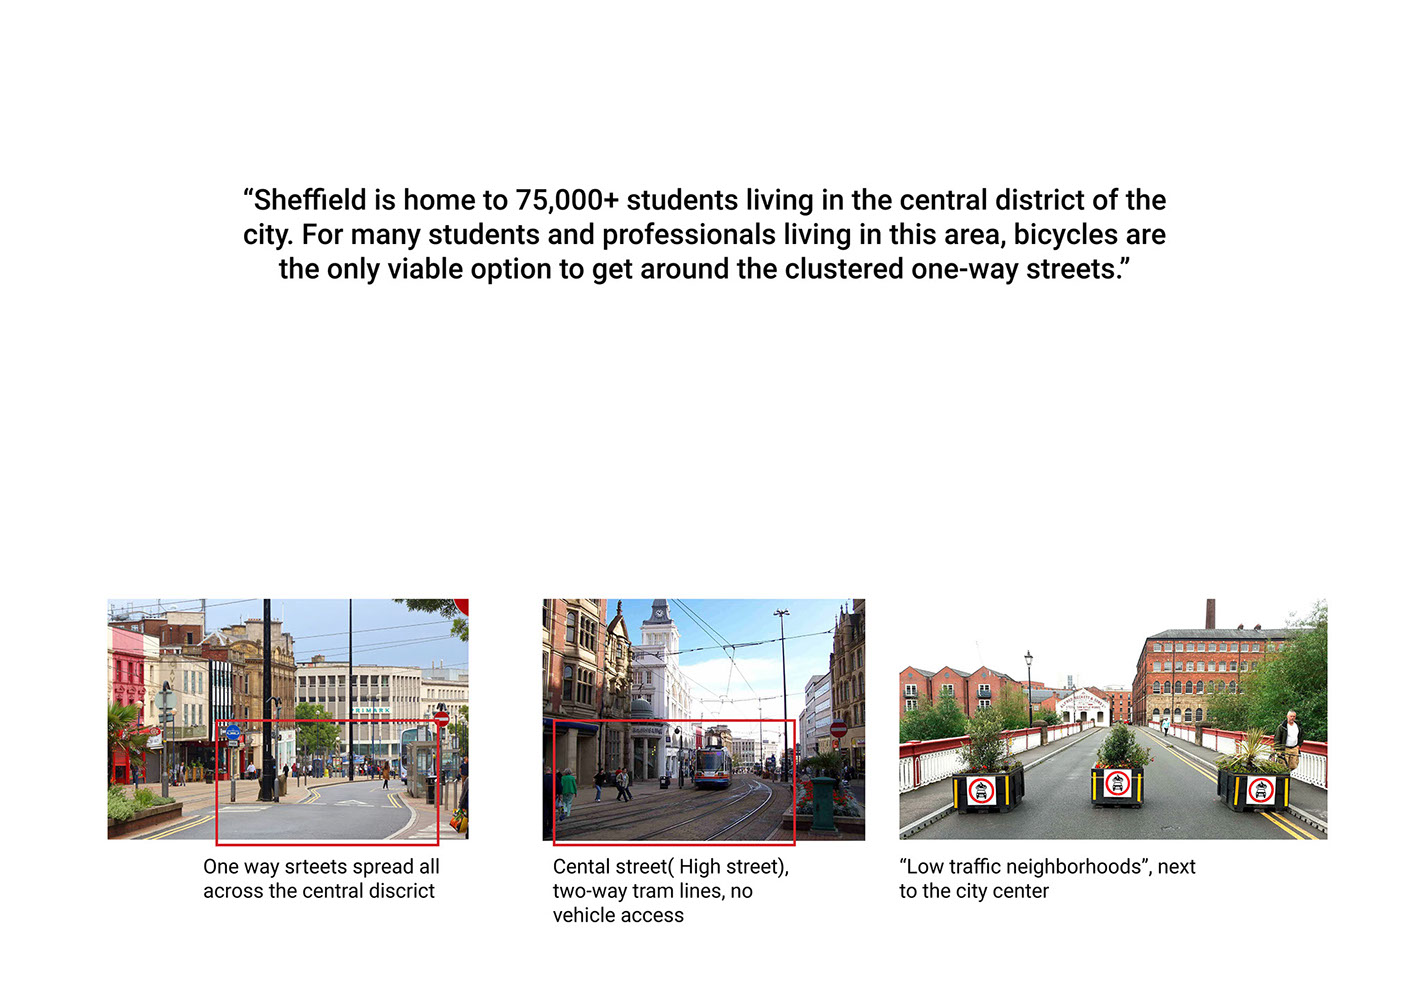 “Sheffield is home to 75,000+ students living in the central district of the
city. For many students and professionals living in this area, bicycles are
the only viable option to get around the clustered one-way streets.”
PRIMARK
One way srteets spread all
across the central discrict
Cental street( High street),
two-way tram lines, no
vehicle access
“Low traffic neighborhoods”, next
to the city center